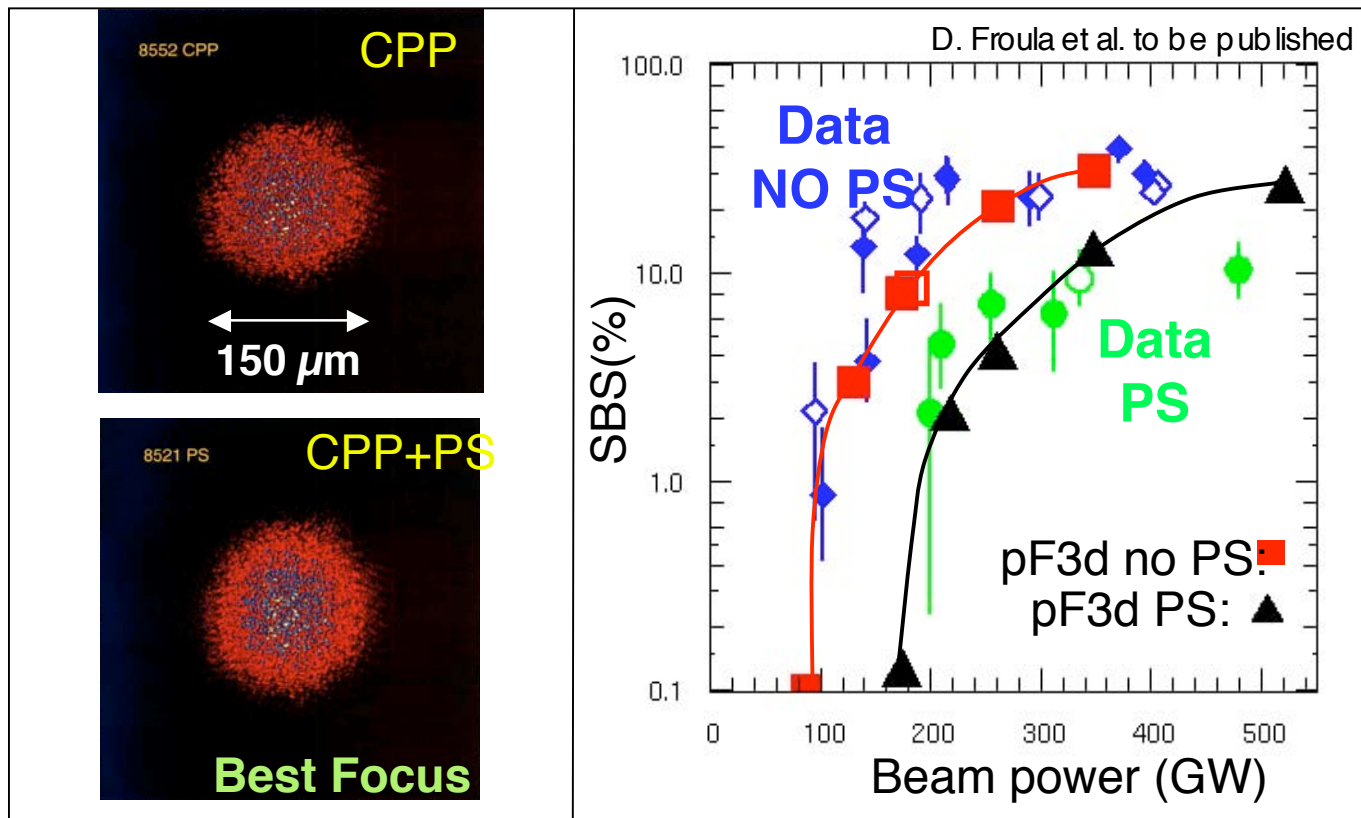 8552 CPP
CPP
150 µm
8521 PS
CPP+PS
Best Focus
D. Froula et al. to be published
100.0
10.0
1.0
0.1
SBS(%)
Data
NO PS
Data
PS
pF3d no PS:
pF3d PS:
0 100 200 300 400 500
Beam power (GW)